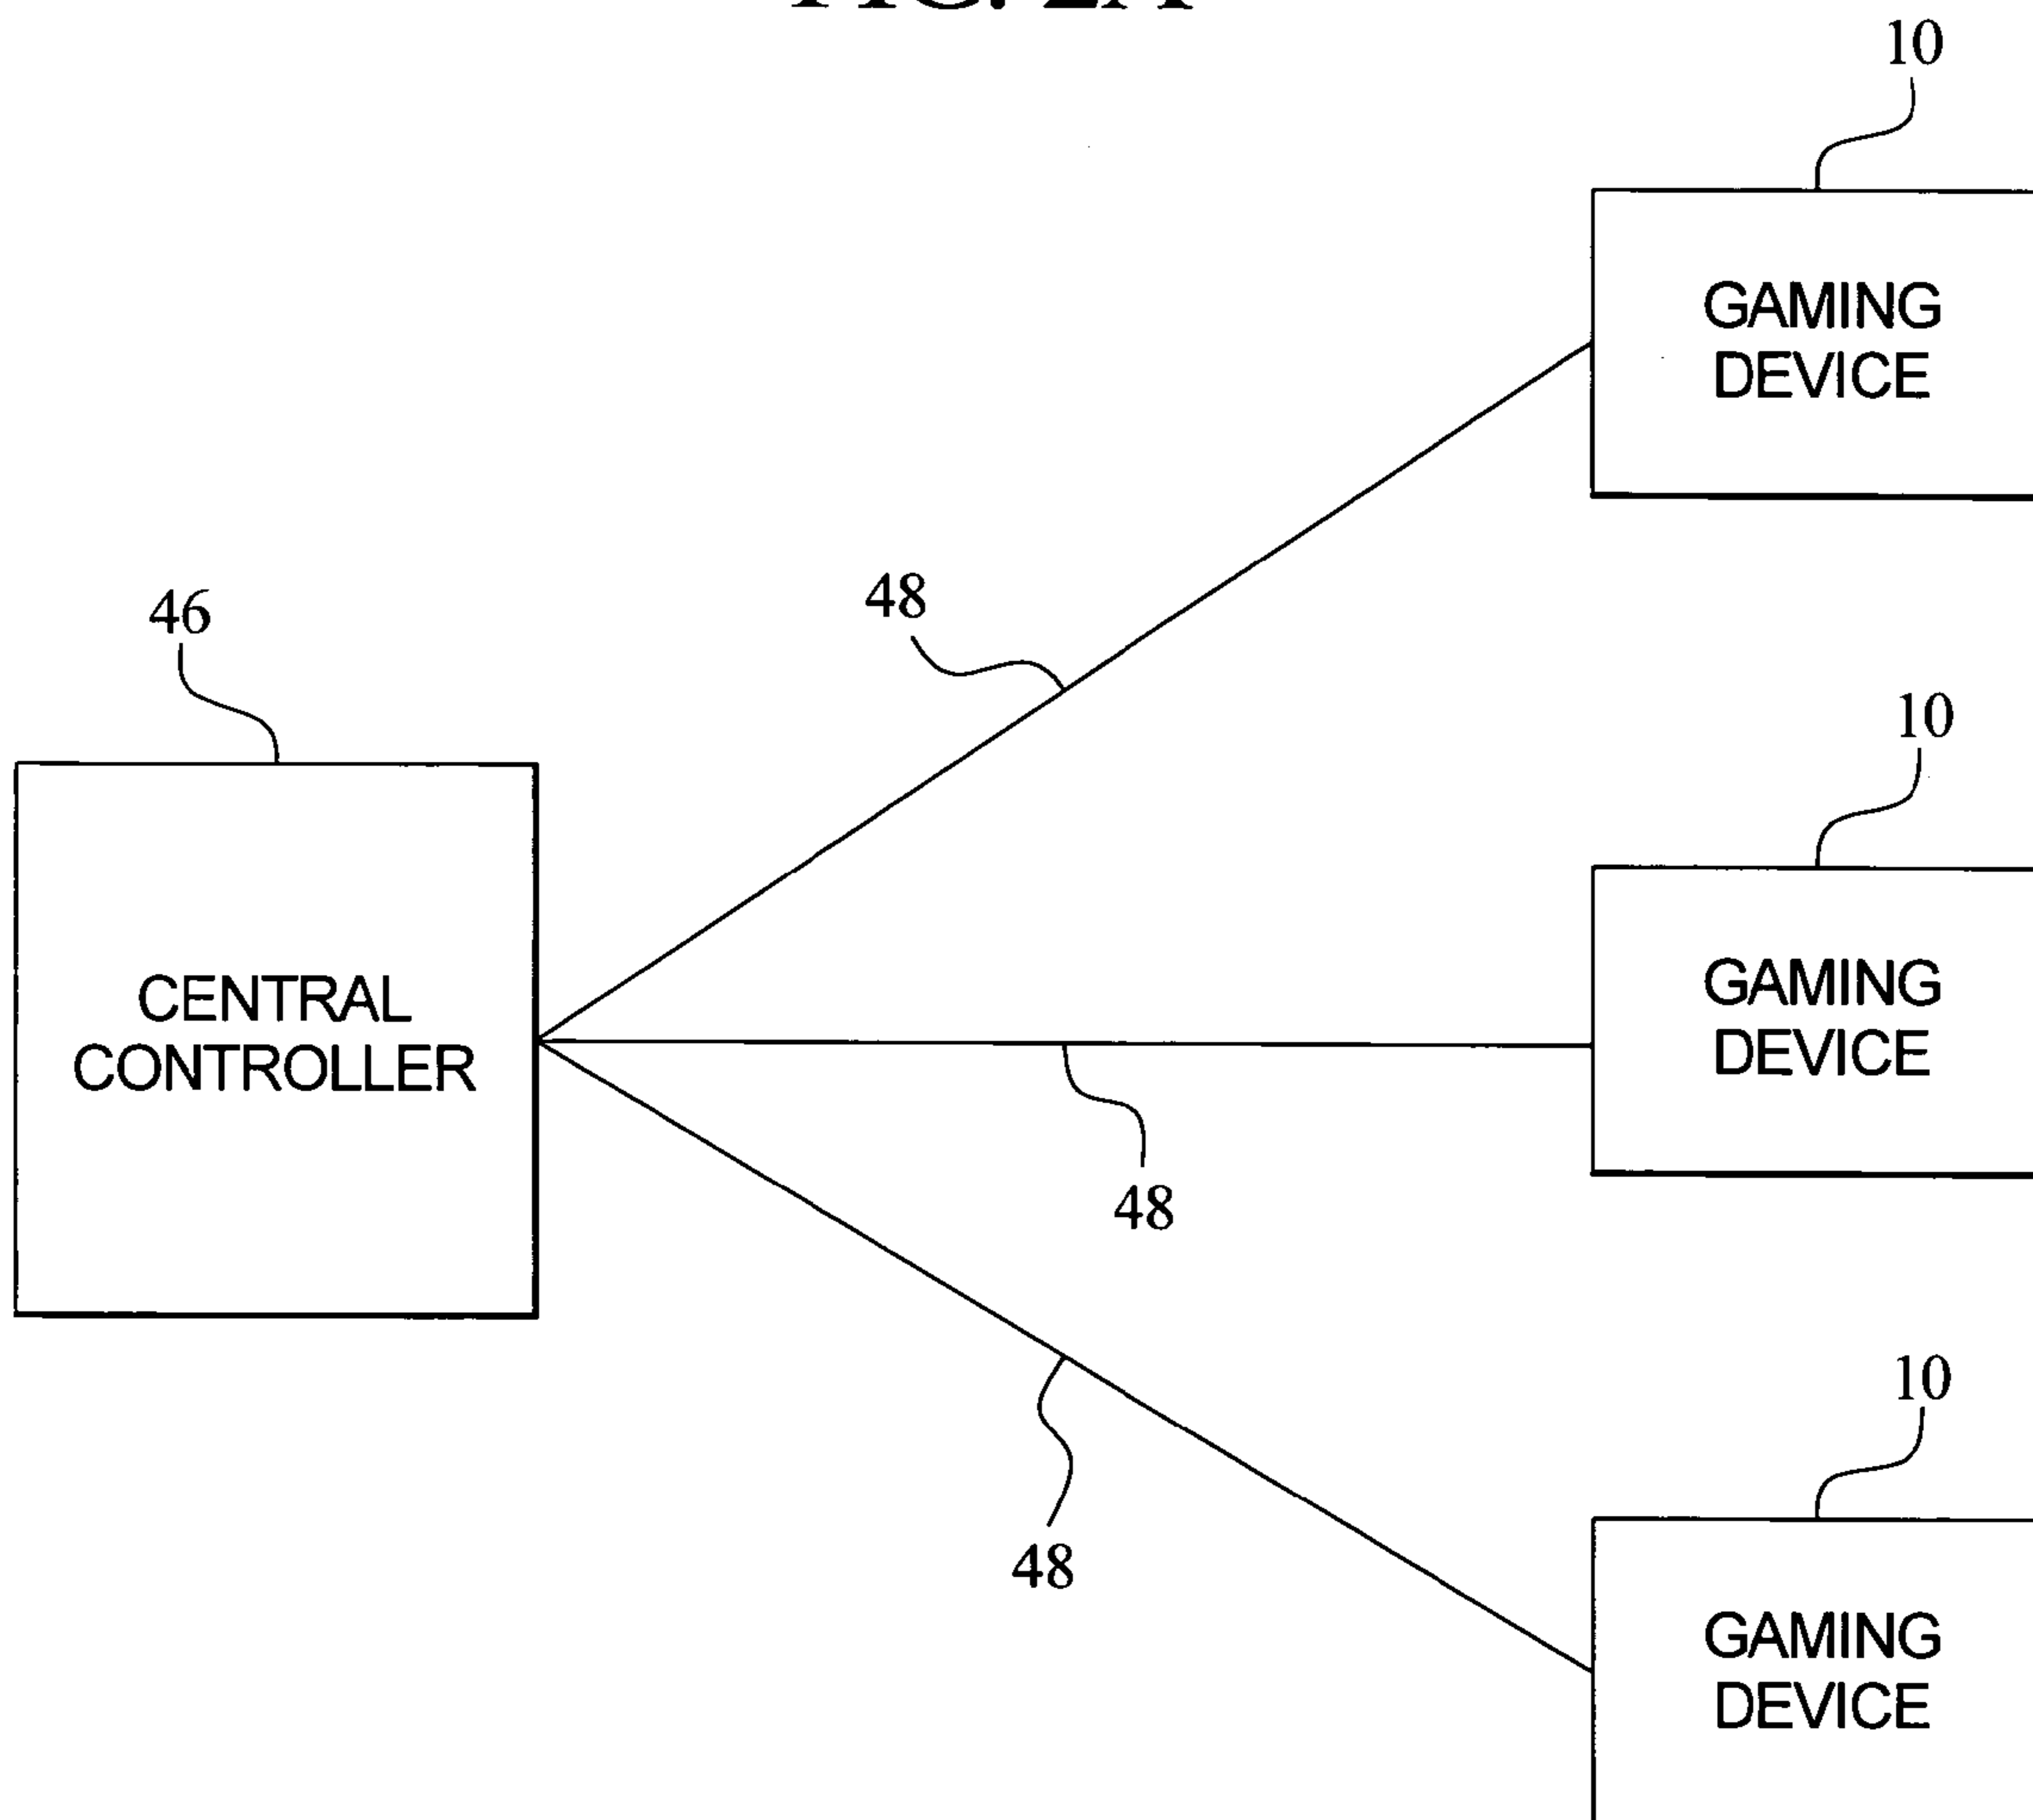 10
GAMING
DEVICE
48
46
10
CENTRAL
CONTROLLER
GAMING
DEVICE
48
10
48
GAMING
DEVICE